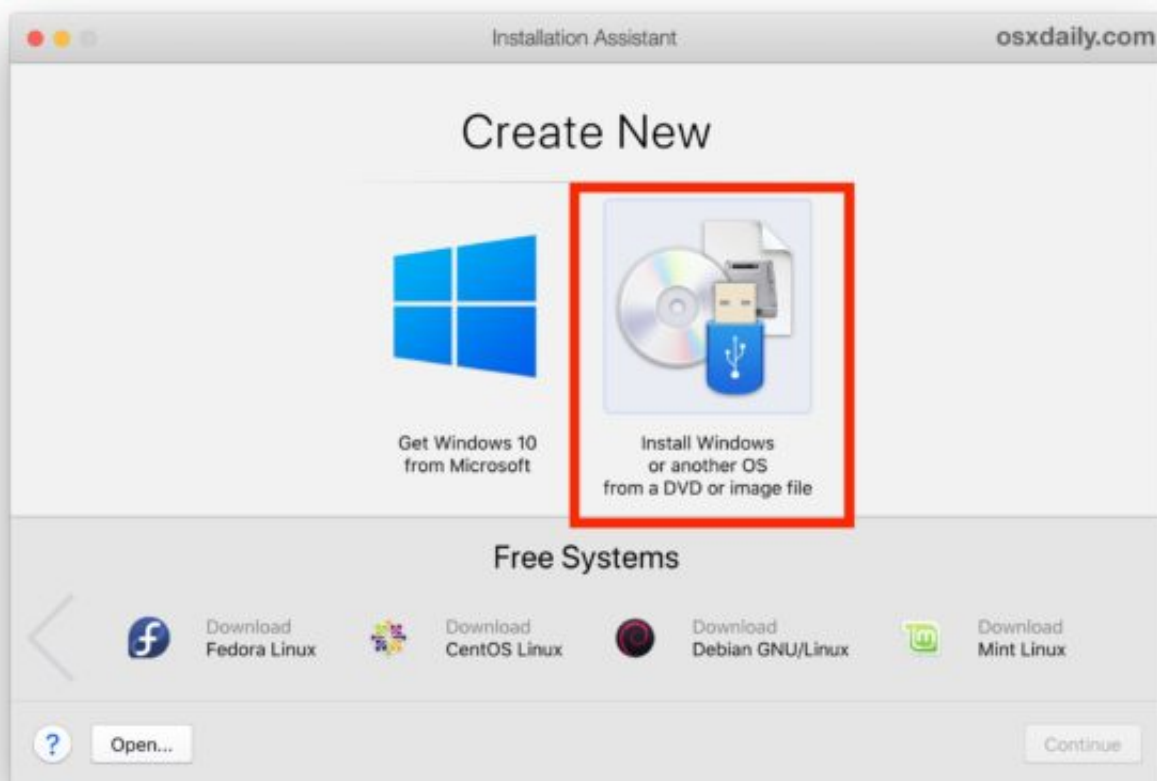 Installation Assistant
osxdaily.com
Create New
Get Windows 10
from Microsoft
Install Windows
or another OS
from a DVD or image file
Free Systems
Download
Fedora Linux
Download
CentOS Linux
Download
Debian GNU/Linux
Download
Mint Linux
?
Open...
Continue